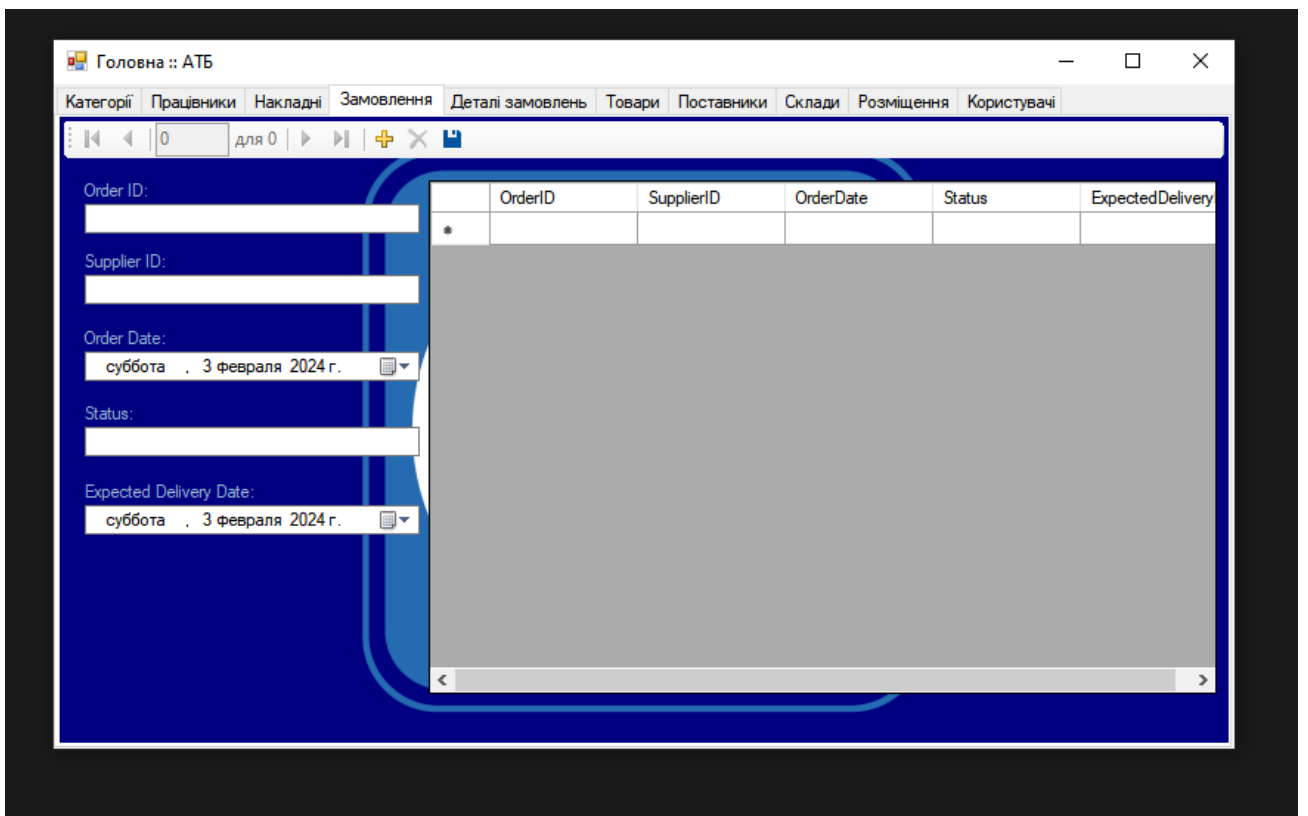 Головна :: АТБ
Категорії Працівники Накладні Замовлення Деталі замовлень Товари Поставники Склади Розміщення Користувачі
0 для 0
Order ID:
OrderID SupplierID OrderDate Status ExpectedDelivery
Supplier ID:
Order Date:
суббота , 3 февраля 2024 г.
Status:
Expected Delivery Date:
суббота , 3 февраля 2024 г.